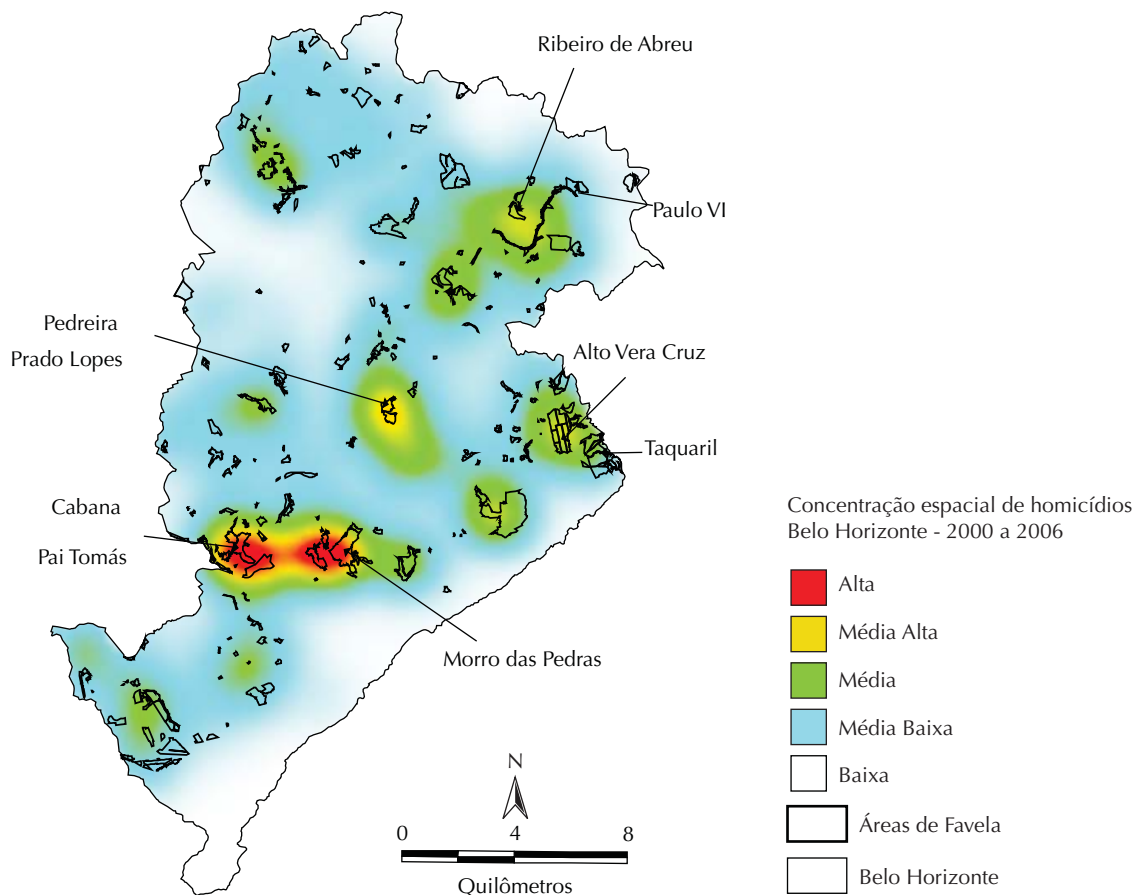 Ribeiro de Abreu
Paulo VI
Pedreira
Prado Lopes
Alto Vera Cruz
Taquaril
Cabana
Pai Tomás
Morro das Pedras
Concentração espacial de homicídios
Belo Horizonte - 2000 a 2006
Alta
Média Alta
Média
Média Baixa
Baixa
Áreas de Favela
Belo Horizonte
N
0 4 8
Quilômetros